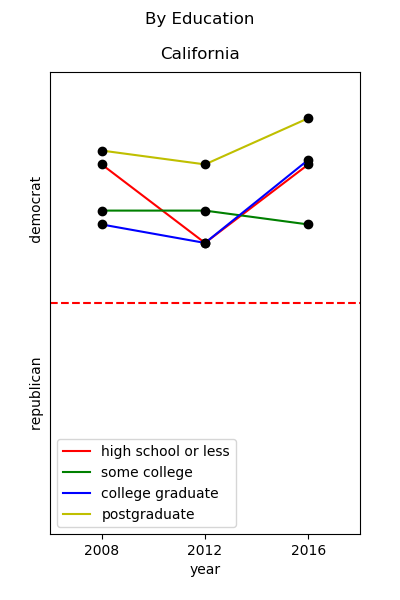 By Education
California
democrat
republican
high school or less
some college
college graduate
postgraduate
2008 2012 2016
year